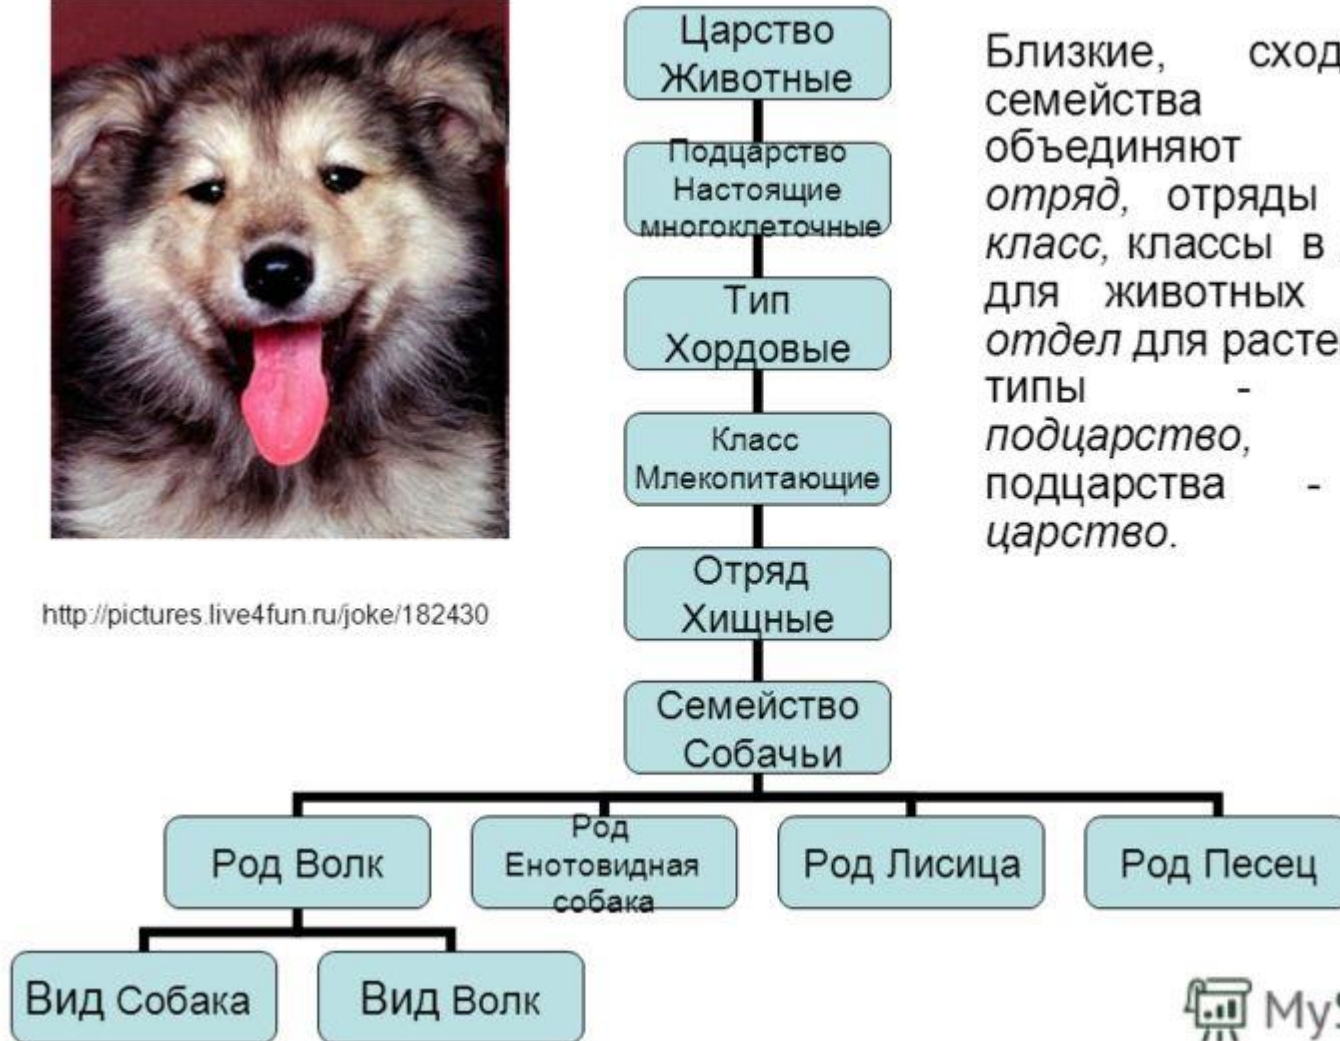 Царство
Животные
Подцарство
Настоящие
многоклеточные
Тип
Хордовые
Класс
Млекопитающие
Отряд
Хищные
Семейство
Собачьи
Род Волк
Род
Енотовидная
собака
Род Лисица
Род Песец
Вид Собака
Вид Волк
Близкие,
семейства
объединяют
отряд, отряды
класс, классы в
для животных
отдел для
типы -
подцарство,
подцарства -
царство.
http://pictures.live4fun.ru/joke/182430